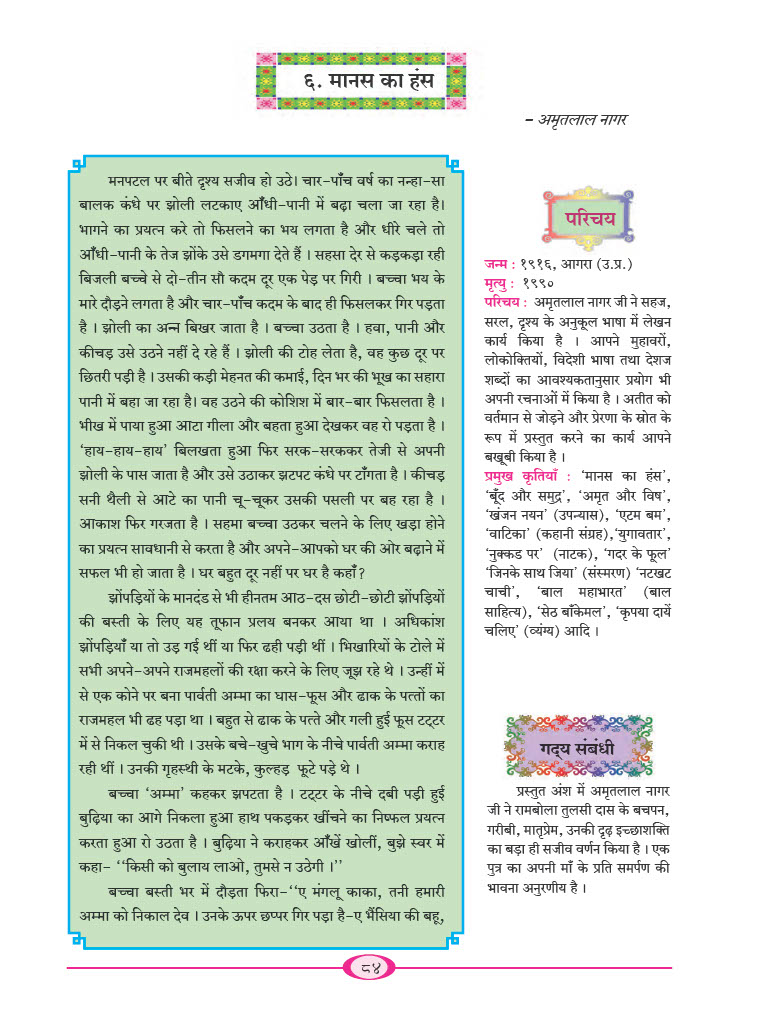 ६. मानस का हंस
– अमृतलाल नागर
मनपटल पर बीते दृश्य सजीव हो उठे। चार-पाँच वर्ष का नन्हा-सा
बालक कंधे पर झोली लटकाए आँधी-पानी में बढ़ा चला जा रहा है।
भागने का प्रयत्न करे तो फिसलने का भय लगता है और धीरे चले तो
आँधी-पानी के तेज झोंके उसे डगमगा देते हैं । सहसा देर से कड़कड़ा रही
बिजली बच्चे से दो-तीन सौ कदम दूर एक पेड़ पर गिरी । बच्चा भय के
मारे दौड़ने लगता है और चार-पाँच कदम के बाद ही फिसलकर गिर पड़ता
है । झोली का अन्न बिखर जाता है । बच्चा उठता है । हवा, पानी और
कीचड़ उसे उठने नहीं दे रहे हैं । झोली की टोह लेता है, वह कुछ दूर पर
छितरी पड़ी है । उसकी कड़ी मेहनत की कमाई, दिन भर की भूख का सहारा
पानी में बहा जा रहा है। वह उठने की कोशिश में बार-बार फिसलता है ।
भीख में पाया हुआ आटा गीला और बहता हुआ देखकर वह रो पड़ता है ।
‘हाय-हाय-हाय’ बिलखता हुआ फिर सरक-सरककर तेजी से अपनी
झोली के पास जाता है और उसे उठाकर झटपट कंधे पर टाँगता है । कीचड़
सनी थैली से आटे का पानी चू-चूकर उसकी पसली पर बह रहा है ।
आकाश फिर गरजता है । सहमा बच्चा उठकर चलने के लिए खड़ा होने
का प्रयत्न सावधानी से करता है और अपने-आपको घर की ओर बढ़ाने में
सफल भी हो जाता है । घर बहुत दूर नहीं पर घर है कहाँ?
झोंपड़ियों के मानदंड से भी हीनतम आठ-दस छोटी-छोटी झोंपड़ियों
की बस्ती के लिए यह तूफान प्रलय बनकर आया था । अधिकांश
झोंपड़ियाँ या तो उड़ गई थीं या फिर ढही पड़ी थीं । भिखारियों के टोले में
सभी अपने-अपने राजमहलों की रक्षा करने के लिए जूझ रहे थे । उन्हीं में
से एक कोने पर बना पार्वती अम्मा का घास-फूस और ढाक के पत्तों का
राजमहल भी ढह पड़ा था । बहुत से ढाक के पत्ते और गली हुई फूस टट्टर
में से निकल चुकी थी । उसके बचे-खुचे भाग के नीचे पार्वती अम्मा कराह
रही थीं । उनकी गृहस्थी के मटके, कुल्हड़ फूटे पड़े थे ।
बच्चा ‘अम्मा’ कहकर झपटता है । टट्टर के नीचे दबी पड़ी हुई
बुढ़िया का आगे निकला हुआ हाथ पकड़कर खींचने का निष्फल प्रयत्न
करता हुआ रो उठता है । बुढ़िया ने कराहकर आँखें खोलीं, बुझे स्वर में
कहा- ‘‘किसी को बुलाय लाओ, तुमसे न उठेगी ।’’
बच्चा बस्ती भर में दौड़ता फिरा-‘‘ए मंगलू काका, तनी हमारी
अम्मा को निकाल देव । उनके ऊपर छप्पर गिर पड़ा है-ए भैंसिया की बहू,
परिचय
जन्म : १९१६, आगरा (उ.प्र.)
मृत्यु : १९९०
परिचय : अमृतलाल नागर जी ने सहज,
सरल, दृश्य के अनुकूल भाषा में लेखन
कार्य किया है । आपने मुहावरों,
लोकोक्तियों, विदेशी भाषा तथा देशज
शब्दों का आवश्यकतानुसार प्रयोग भी
अपनी रचनाओं में किया है । अतीत को
वर्तमान से जोड़ने और प्रेरणा के स्रोत के
रूप में प्रस्तुत करने का कार्य आपने
बखूबी किया है ।
प्रमुख कृतियाँ : ‘मानस का हंस’,
‘बूँद और समुद्र’, ‘अमृत और विष’,
‘खंजन नयन’ (उपन्यास), ‘एटम बम’,
‘वाटिका’ (कहानी संग्रह),‘युगावतार’,
‘नुक्कड पर’ (नाटक), ‘गदर के फूल’
‘जिनके साथ जिया’ (संस्मरण) ‘नटखट
चाची’, ‘बाल महाभारत’ (बाल
साहित्य), ‘सेठ बाँकेमल’, ‘कृपया दायें
चलिए’ (व्यंग्य) आदि ।
गद्य संबंधी
प्रस्तुत अंश में अमृतलाल नागर
जी ने रामबोला तुलसी दास के बचपन,
गरीबी, मातृप्रेम, उनकी दृढ़ इच्छाशक्ति
का बड़ा ही सजीव वर्णन किया है । एक
पुत्र का अपनी माँ के प्रति समर्पण की
भावना अनुरणीय है ।
८४